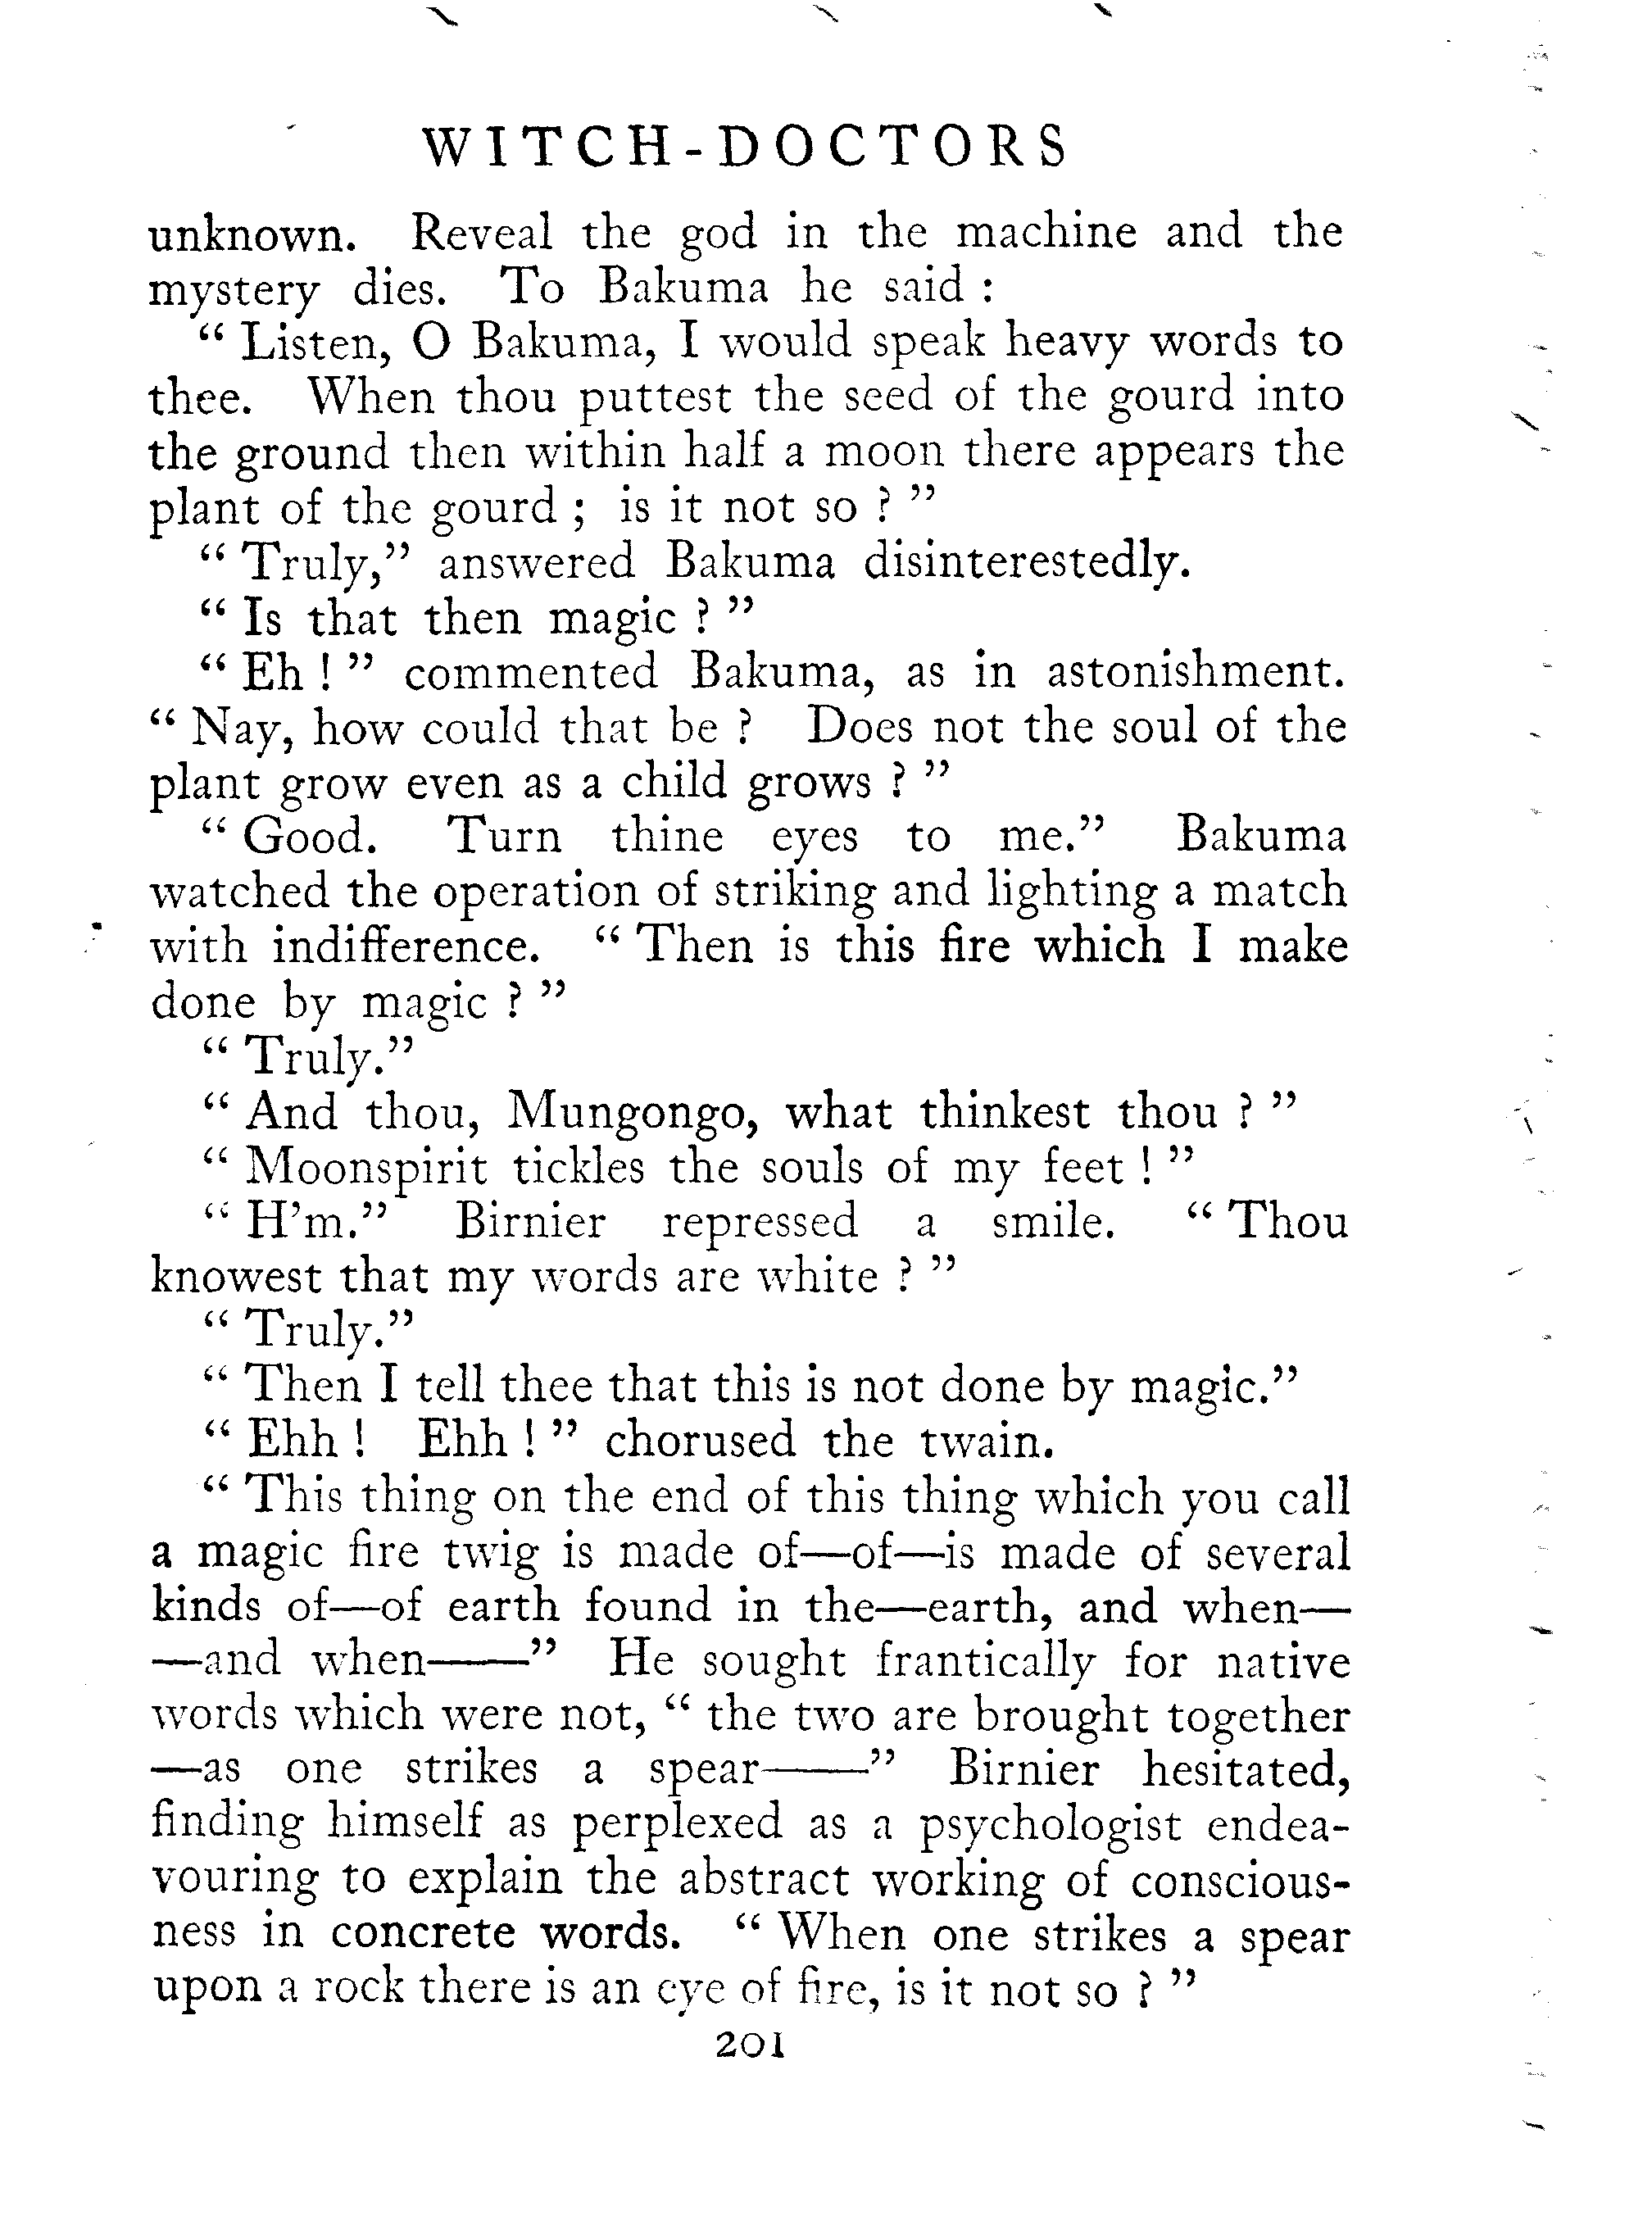 WITCH-DOCTORS
unknown. Reveal the god in the machine and the
mystery dies. To Bakuma he said :
“ Listen, O Bakuma, I would speak heavy words to
thee. When thou puttest the seed of the gourd into
the ground then within half a moon there appears the
plant of the gourd ; is it not so ? ”
“ Truly,” answered Bakuma disinterestedly.
“ Is that then magic ? ”
“ Eh ! ” commented Bakuma, as in astonishment.
“ Nay, how could that be ? Does not the soul of the
plant grow even as a child grows ? ”
“ Good. Turn thine eyes to me.” Bakuma
watched the operation of striking and lighting a match
with indifference. “ Then is this fire which I make
done by magic ? ”
“ Truly.”
“ And thou, Mungongo, what thinkest thou ? ”
“ Moonspirit tickles the souls of my feet ! ”
“ H’m.” Birnier repressed a smile. “ Thou
knowest that my words are white ? ”
“ Truly.”
“ Then I tell thee that this is not done by magic.”
“ Ehh ! Ehh ! ” chorused the twain.
“ This thing on the end of this thing which you call
a magic fire twig is made of—of—is made of several
kinds of—of earth found in the—earth, and when—
—and when——” He sought frantically for native
words which were not, “ the two are brought together
—as one strikes a spear——” Birnier hesitated,
finding himself as perplexed as a psychologist endea-
vouring to explain the abstract working of conscious-
ness in concrete words. “ When one strikes a spear
upon a rock there is an eye of fire, is it not so ? ”
201